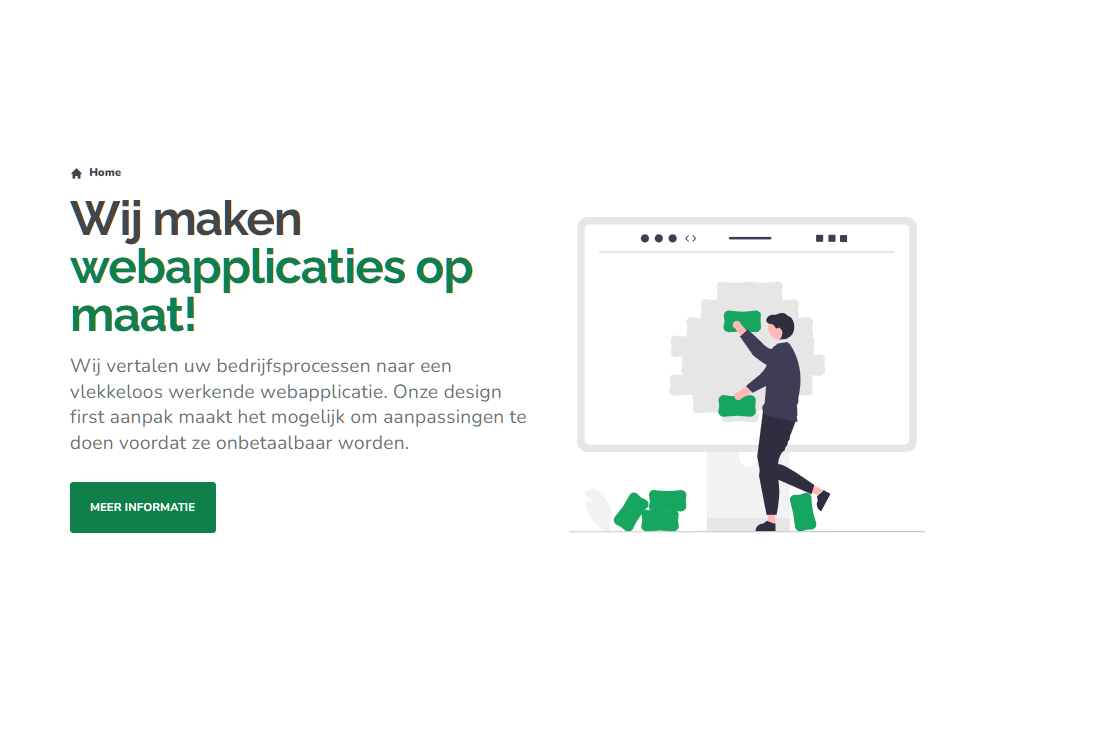 Home
Wij maken
webapplicaties op
maat!
Wij vertalen uw bedrijfsprocessen naar een
vlekkeloos werkende webapplicatie. Onze design
first aanpak maakt het mogelijk om aanpassingen te
doen voordat ze onbetaalbaar worden.
MEER INFORMATIE